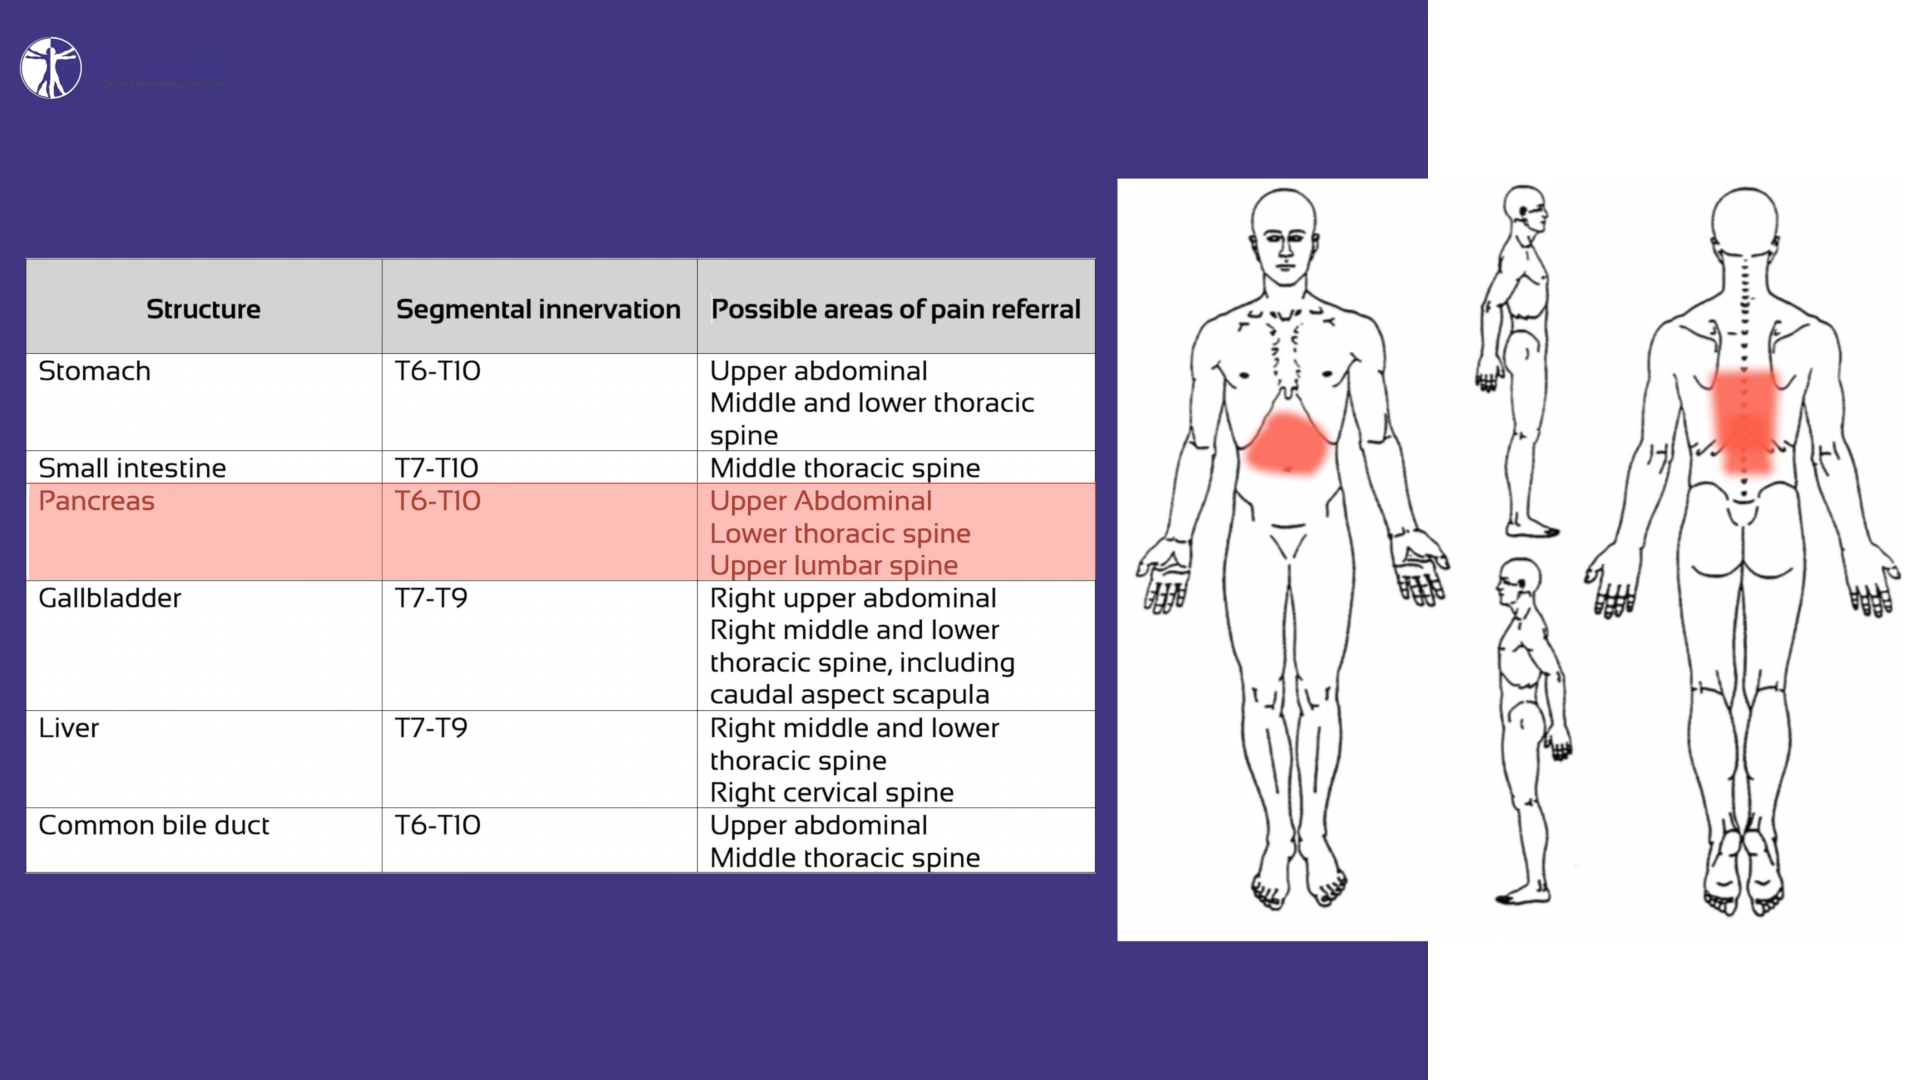 Structure Segmental innervation Possible areas of pain referral
Stomach T6-T10 Upper abdominal
Middle and lower thoracic
spine
Small intestine T7-T10 Middle thoracic spine
Pancreas T6-T10 Upper Abdominal
Lower thoracic spine
Upper lumbar spine
Gallbladder T7-T9 Right upper abdominal
Right middle and lower
thoracic spine, including
caudal aspect scapula
Liver T7-T9 Right middle and lower
thoracic spine
Right cervical spine
Common bile duct T6-T10 Upper abdominal
Middle thoracic spine